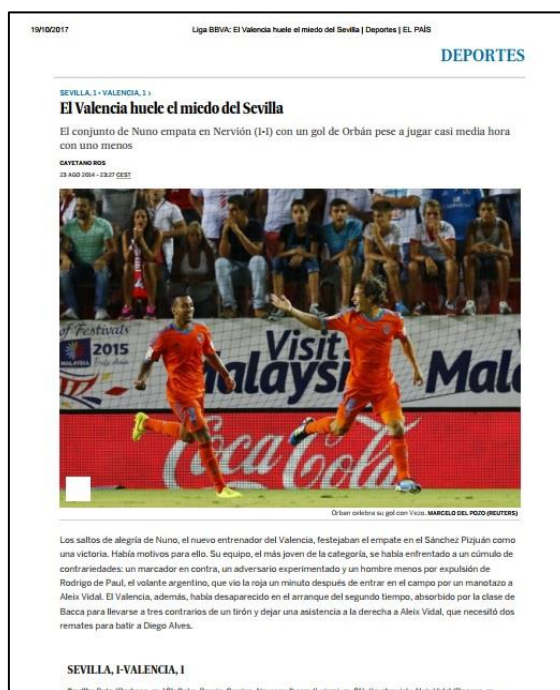 19/10/2017 Liga BBVA: El Valencia huele el miedo del Sevilla | Deportes | EL PAÍS
DEPORTES
SEVILLA, 1 • VALENCIA, 1 ›
El Valencia huele el miedo del Sevilla
El conjunto de Nuno empata en Nervión (1-1) con un gol de Orbán pese a jugar casi media hora
con uno menos
CAYETANO ROS
23 AGO 2014 - 23:27 CEST
of Festivals
2015
MALAYSIA
Visit
Malaysi
Mal
Coca Cola
Orban celebra su gol con Vezo. MARCELO DEL POZO (REUTERS)
Los saltos de alegría de Nuno, el nuevo entrenador del Valencia, festejaban el empate en el Sánchez Pizjuán como
una victoria. Había motivos para ello. Su equipo, el más joven de la categoría, se había enfrentado a un cúmulo de
contrariedades: un marcador en contra, un adversario experimentado y un hombre menos por expulsión de
Rodrigo de Paul, el volante argentino, que vio la roja un minuto después de entrar en el campo por un manotazo a
Aleix Vidal. El Valencia, además, había desaparecido en el arranque del segundo tiempo, absorbido por la clase de
Bacca para llevarse a tres contrarios de un tirón y dejar una asistencia a la derecha a Aleix Vidal, que necesitó dos
remates para batir a Diego Alves.
SEVILLA, 1-VALENCIA, 1